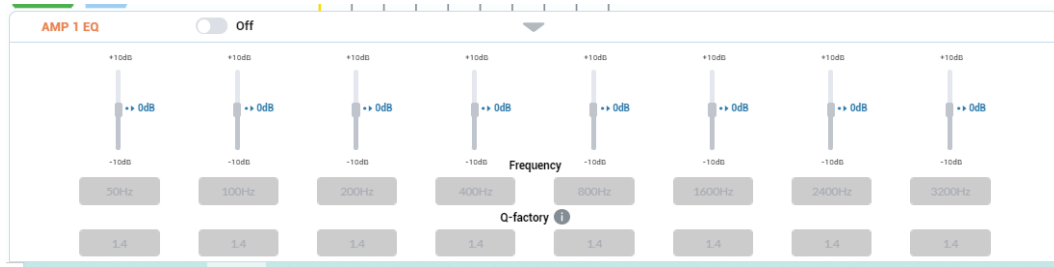 AMP 1 EQ Off
+10dB +10dB +10dB +10dB +10dB +10dB +10dB +10dB
0dB 0dB 0dB 0dB 0dB 0dB 0dB 0dB
-10dB -10dB -10dB -10dB -10dB -10dB -10dB -10dB
Frequency
50Hz 100Hz 200Hz 400Hz 800Hz 1600Hz 2400Hz 3200Hz
Q-factory i
1.4 1.4 1.4 1.4 1.4 1.4 1.4 1.4